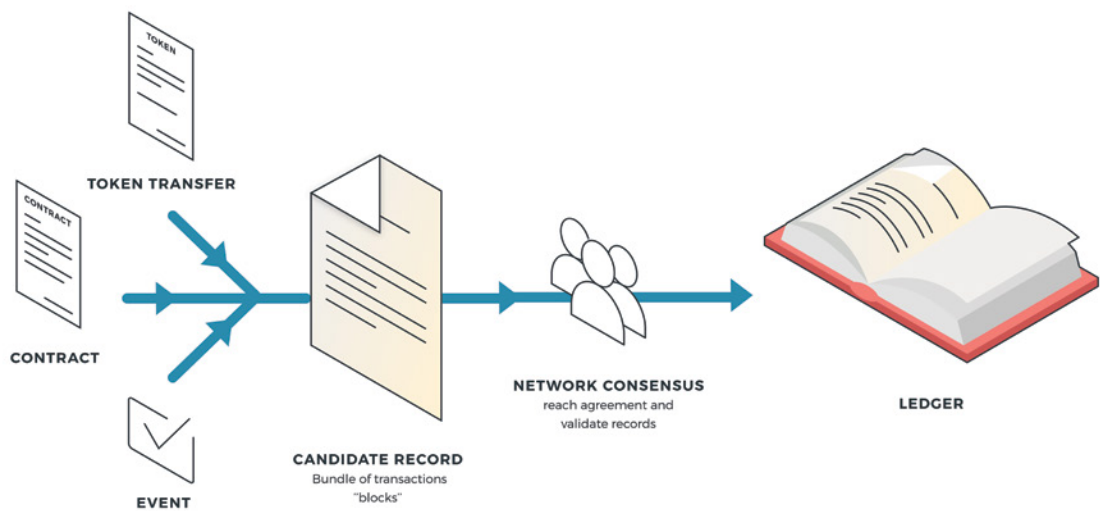 TOKEN
TOKEN TRANSFER
CONTRACT
CONTRACT
EVENT
CANDIDATE RECORD
Bundle of transactions
"blocks"
NETWORK CONSENSUS
reach agreement and
validate records
LEDGER